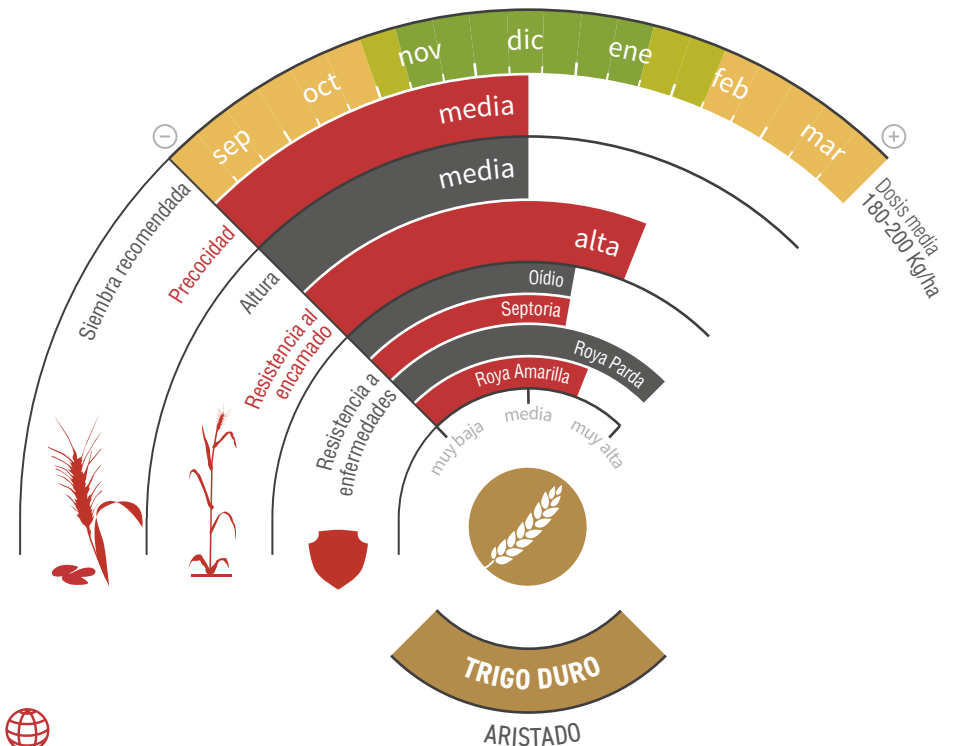 sep
oct
nov
dic
ene
feb
mar
−
+
Siembra recomendada
Dosis media
180-200 Kg/ha
Precocidad
media
Altura
media
Resistencia al
encamado
alta
Resistencia a
enfermedades
Oídio
Septoria
Roya Parda
Roya Amarilla
muy baja
media
muy alta
TRIGO DURO
ARISTADO